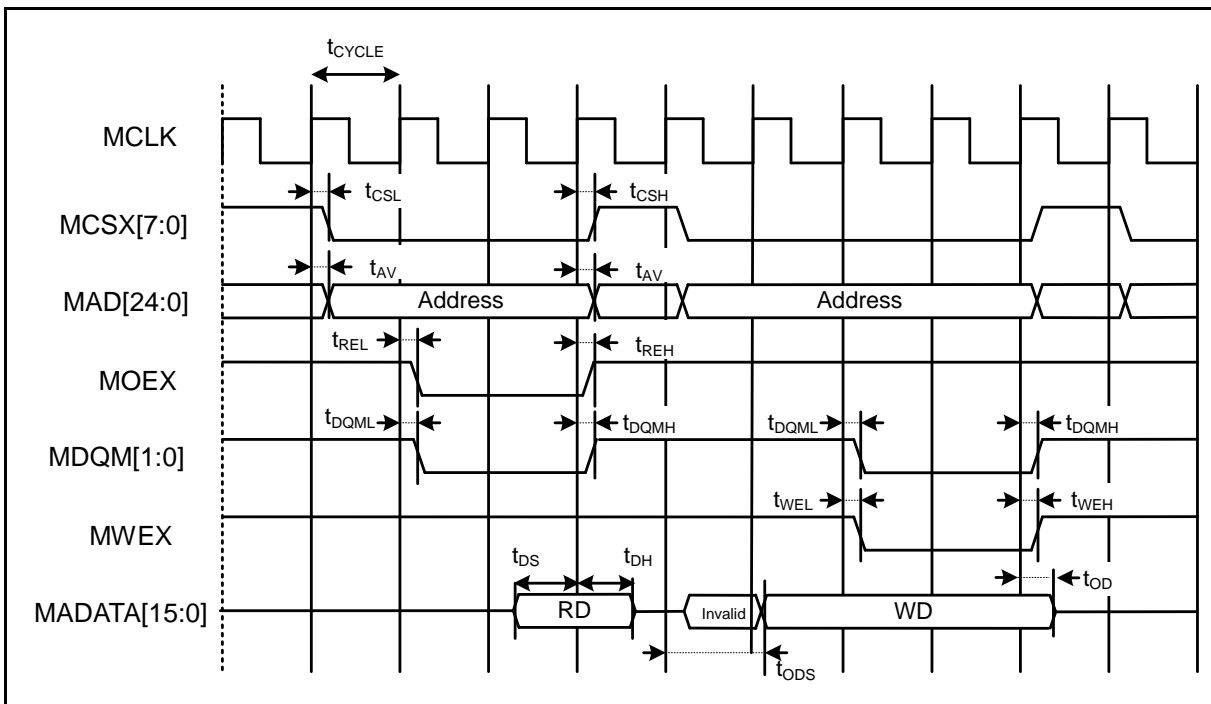 tCYCLE
MCLK
tCSL tCSH
MCSX[7:0]
tAV tAV
MAD[24:0] Address Address
tREL tREH
MOEX
tDQML tDQMH tDQML tDQMH
MDQM[1:0]
tWEL tWEH
MWEX
tDS tDH tOD
MADATA[15:0] RD Invalid WD
tODS